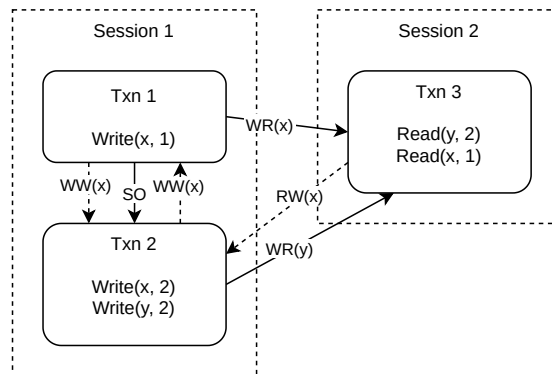 Session 1
Session 2
Txn 1
Write(x, 1)
Txn 3
Read(y, 2)
Read(x, 1)
WR(x)
WW(x)
SO
WW(x)
RW(x)
Txn 2
Write(x, 2)
Write(y, 2)
WR(y)